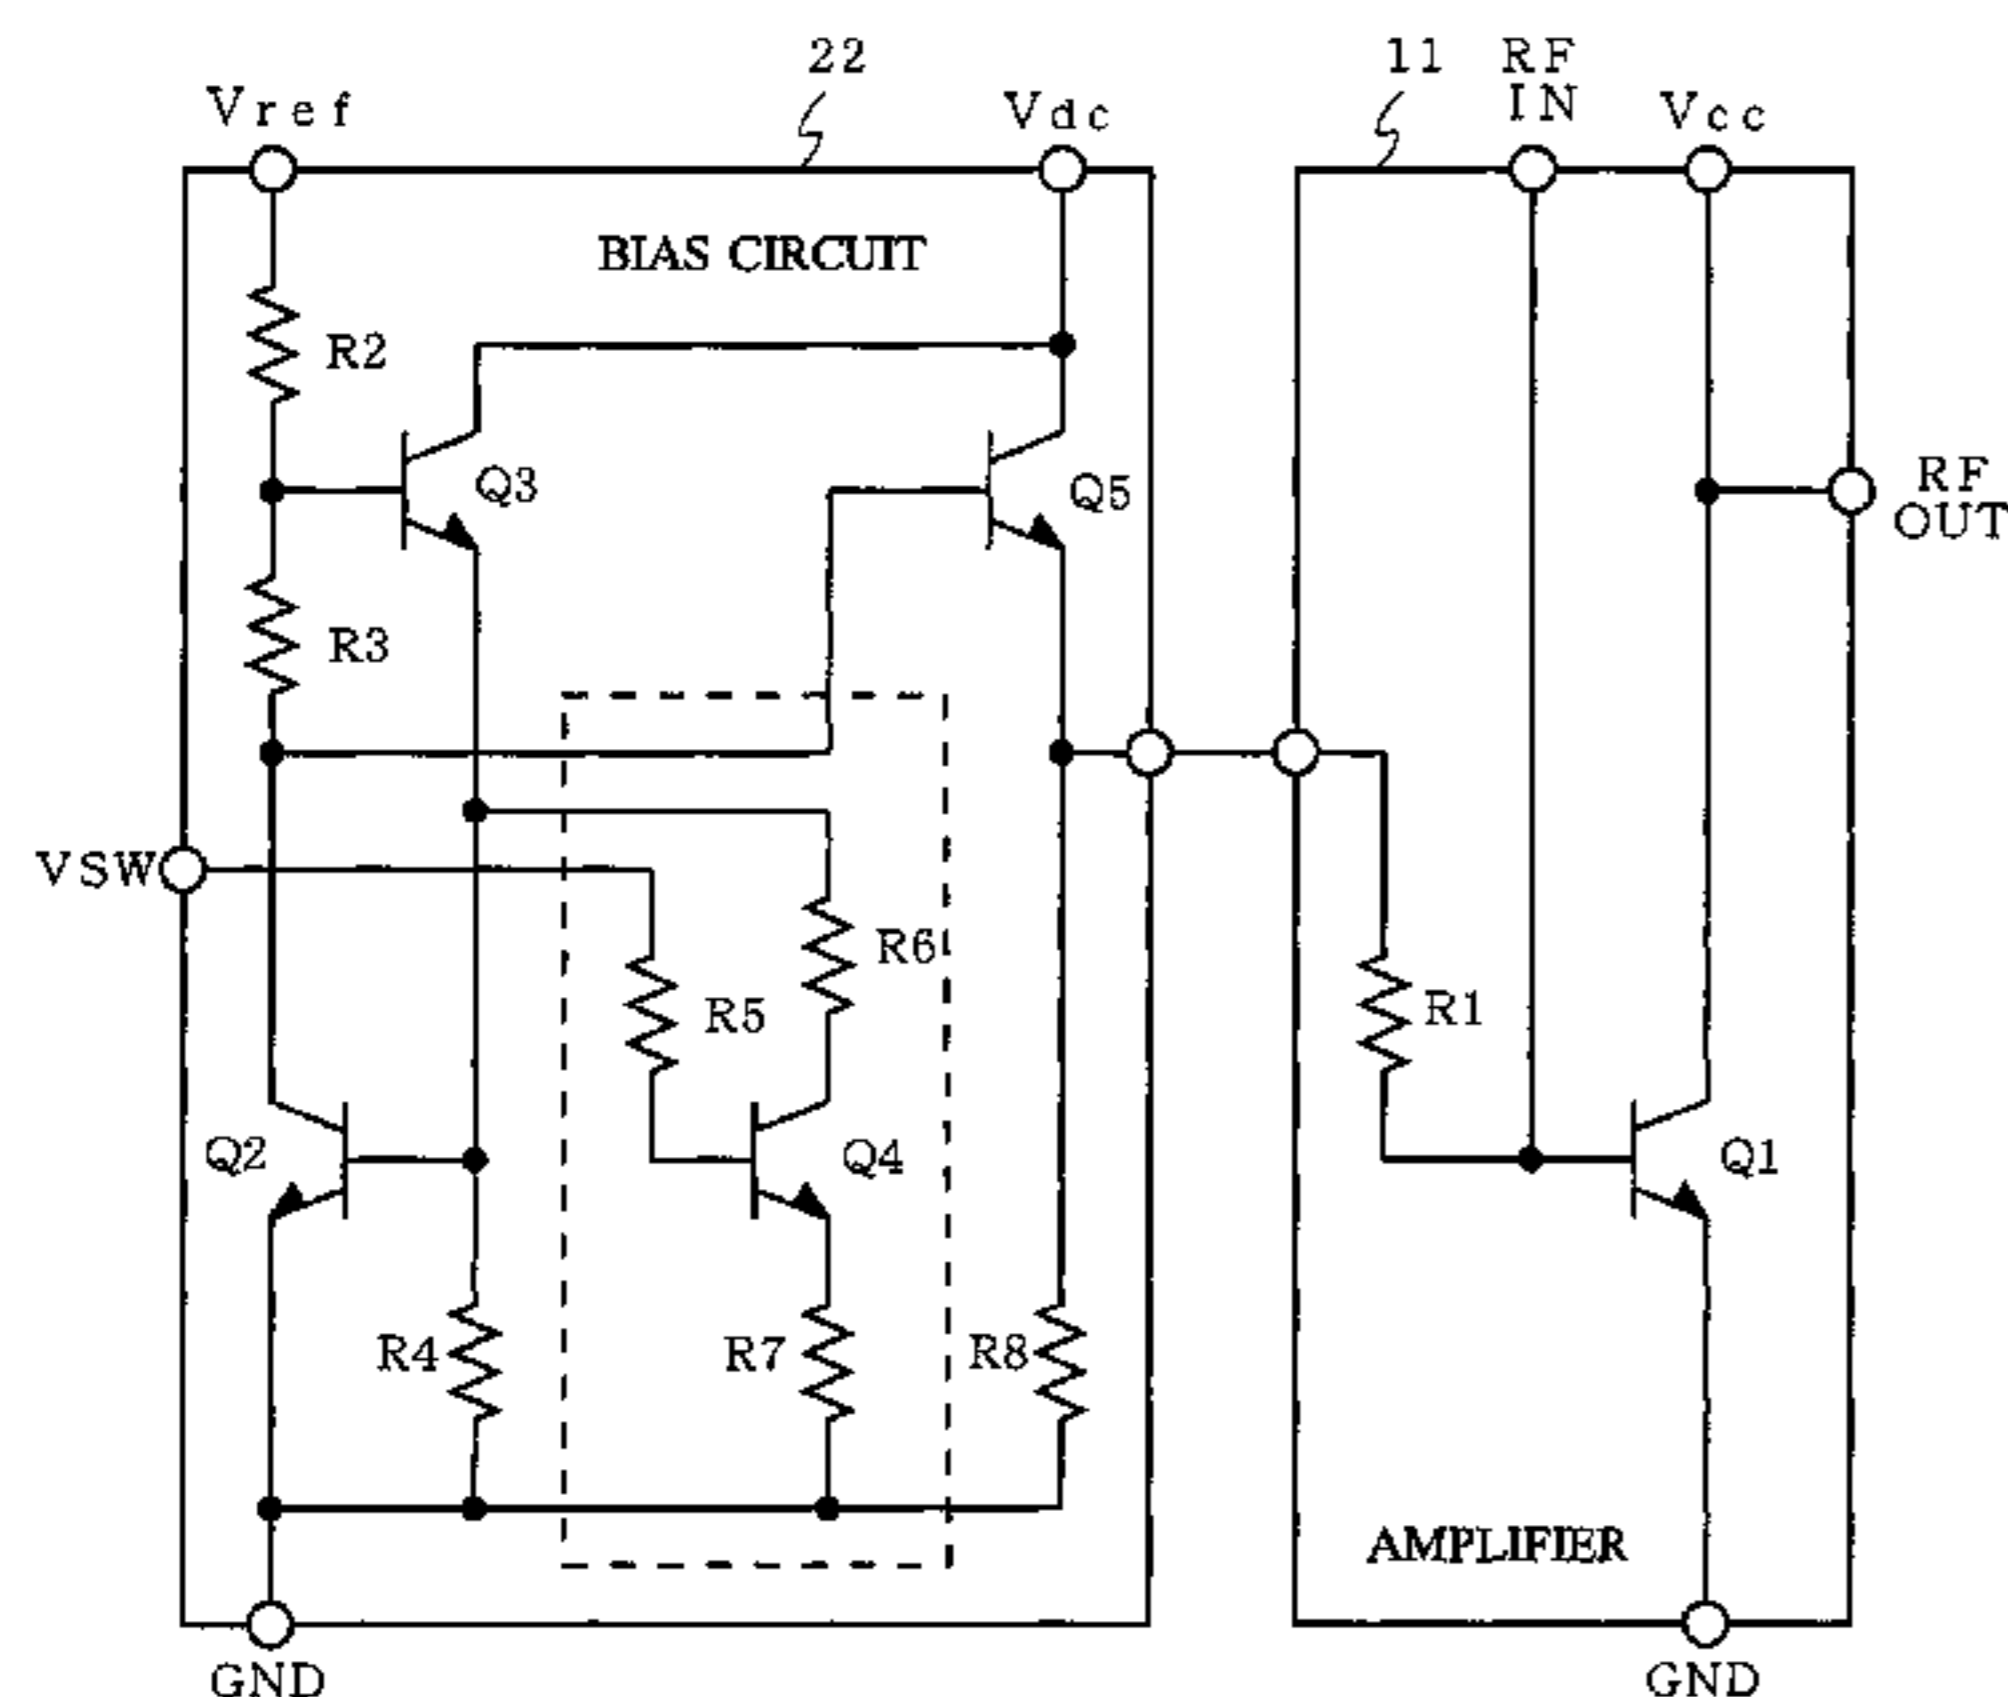 22
11
RF
IN
Vref
Vdc
Vcc
BIAS CIRCUIT
R2
Q3
Q5
RF
OUT
R3
VSW
R6
R5
R1
Q2
Q4
Q1
R4
R7
R8
AMPLIFIER
GND
GND